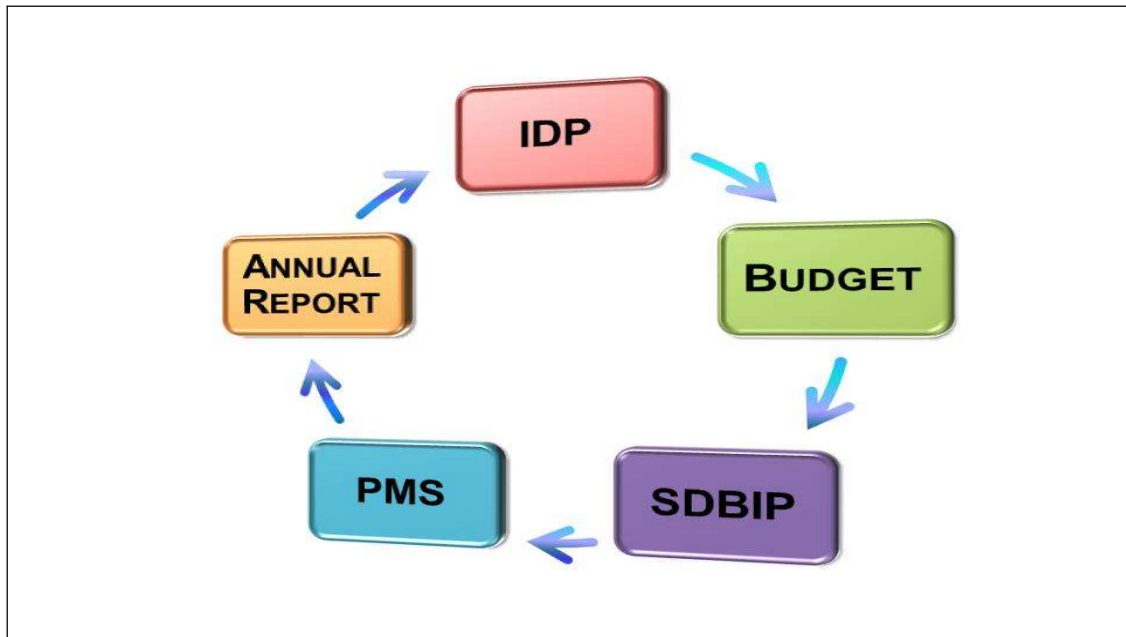 IDP
BUDGET
SDBIP
PMS
ANNUAL
REPORT